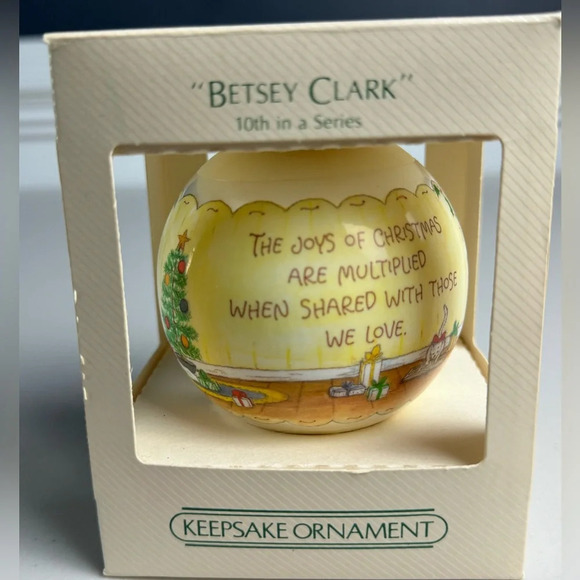 "BETSEY CLARK"
10th in a Series
THE JOYS OF CHRISTMAS
ARE MULTIPLIED
WHEN SHARED WITH THOSE
WE LOVE.
KEEPSAKE ORNAMENT